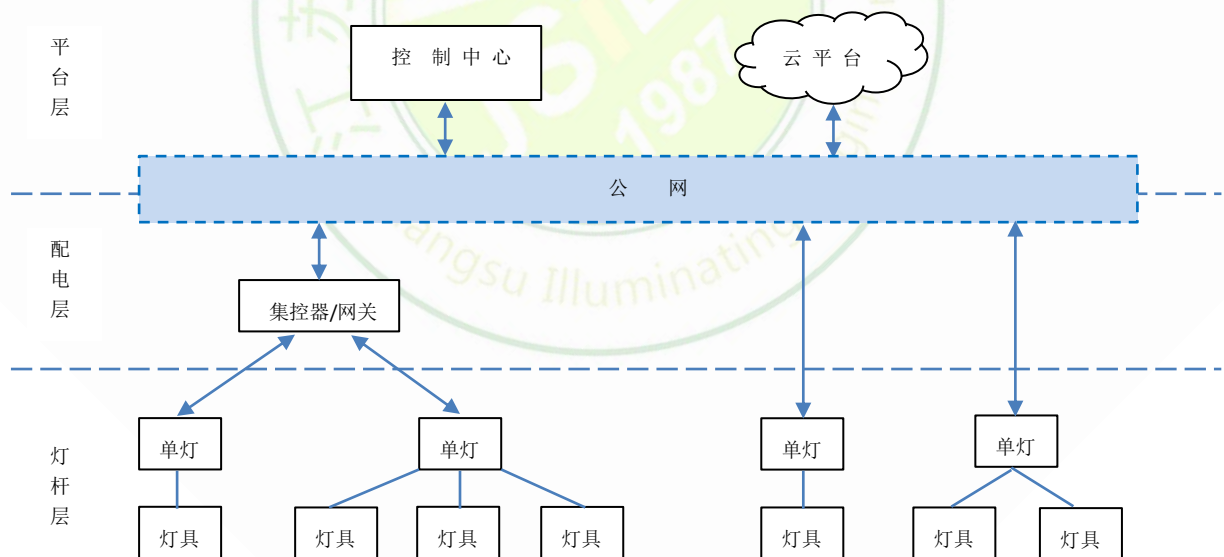 平台层
控 制 中 心
云 平 台
公 网
配电层
集控器/网关
灯杆层
单灯
单灯
单灯
单灯
灯具
灯具
灯具
灯具
灯具
灯具
灯具
1987
Jiangsu Illuminating